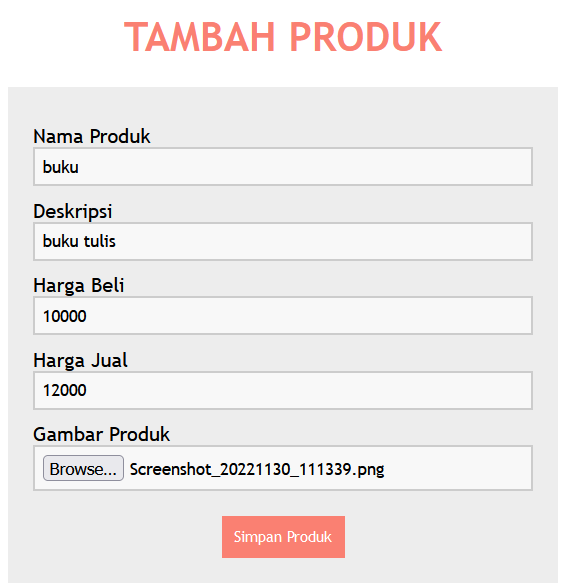 TAMBAH PRODUK
Nama Produk
buku
Deskripsi
buku tulis
Harga Beli
10000
Harga Jual
12000
Gambar Produk
Browse... Screenshot_20221130_111339.png
Simpan Produk